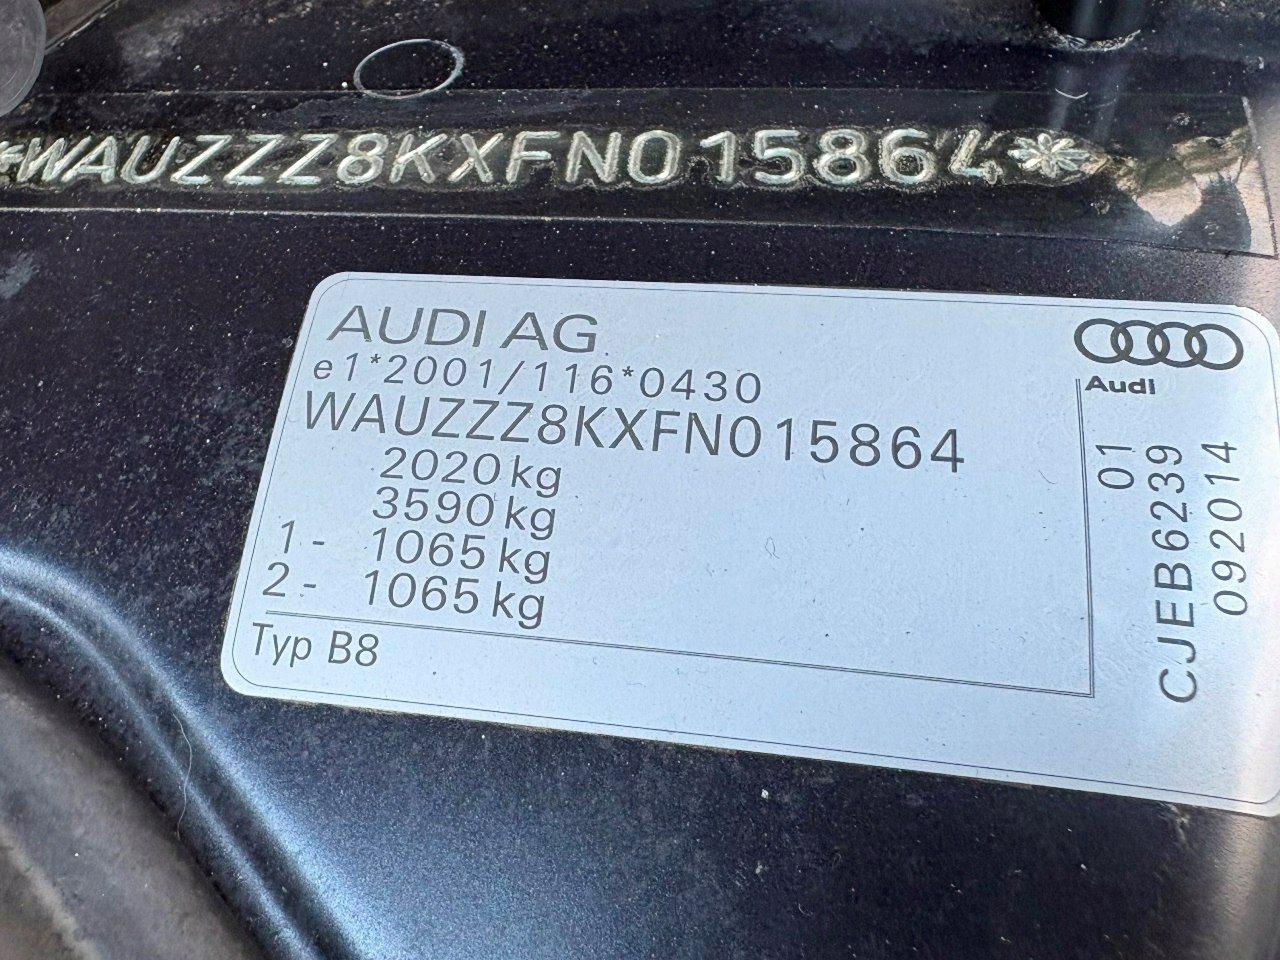 *WAUZZZ8KXFN015864*
AUDI AG
e1*2001/116*0430
WAUZZZ8KXFN015864
2020 kg
3590 kg
1 - 1065 kg
2 - 1065 kg
Typ B8
Audi
01
CJEB6239
092014